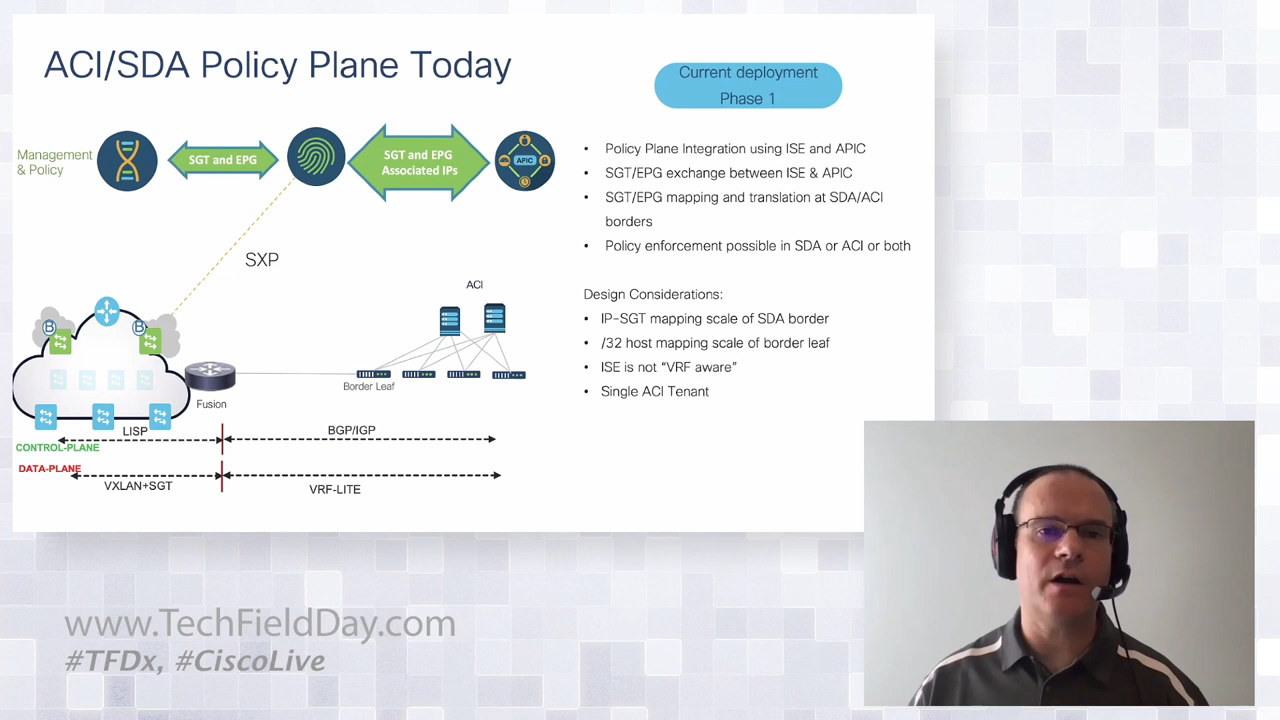 ACI/SDA Policy Plane Today
Current deployment
Phase 1
Management
& Policy
SGT and EPG
SGT and EPG
Associated IPs
APIC
SXP
ACI
B
B
Fusion
Border Leaf
LISP
BGP/IGP
CONTROL-PLANE
DATA-PLANE
VXLAN+SGT
VRF-LITE
• Policy Plane Integration using ISE and APIC
• SGT/EPG exchange between ISE & APIC
• SGT/EPG mapping and translation at SDA/ACI
borders
• Policy enforcement possible in SDA or ACI or both
Design Considerations:
• IP-SGT mapping scale of SDA border
• /32 host mapping scale of border leaf
• ISE is not “VRF aware”
• Single ACI Tenant
www.TechFieldDay.com
#TFDx, #CiscoLive